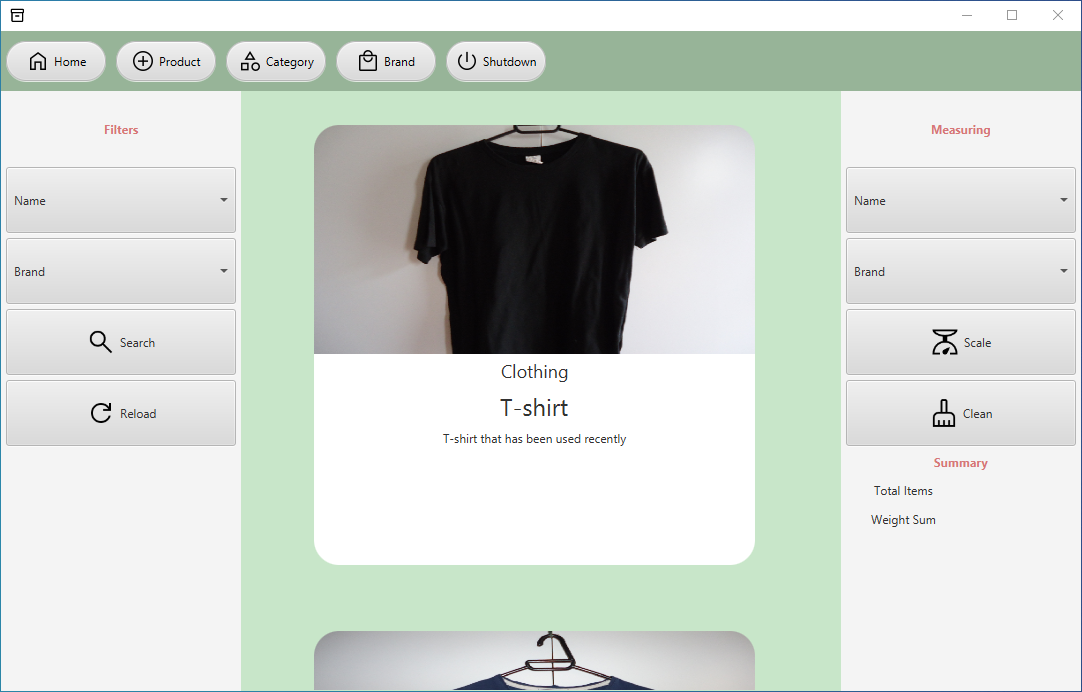 Home
Product
Category
Brand
Shutdown
Filters
Name
Brand
Search
Reload
Clothing
T-shirt
T-shirt that has been used recently
Measuring
Name
Brand
Scale
Clean
Summary
Total Items
Weight Sum